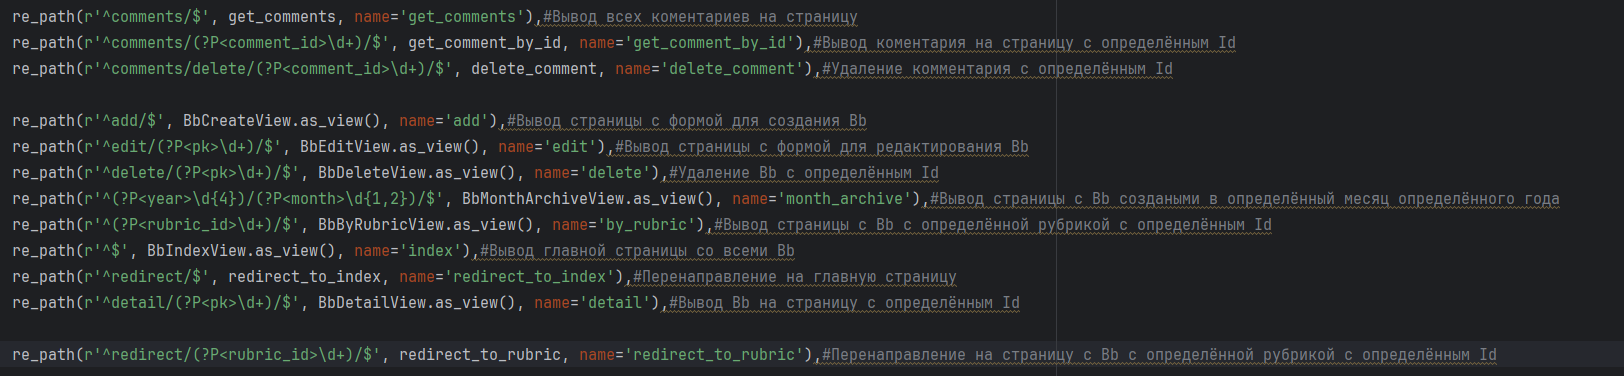 re_path(r'^comments/$', get_comments, name='get_comments'),#Вывод всех коментариев на страницу
re_path(r'^comments/(?P<comment_id>\d+)/$', get_comment_by_id, name='get_comment_by_id'),#Вывод коментария на страницу с определённым Id
re_path(r'^comments/delete/(?P<comment_id>\d+)/$', delete_comment, name='delete_comment'),#Удаление комментария с определённым Id
re_path(r'^add/$', BbCreateView.as_view(), name='add'),#Вывод страницы с формой для создания Bb
re_path(r'^edit/(?P<pk>\d+)/$', BbEditView.as_view(), name='edit'),#Вывод страницы с формой для редактирования Bb
re_path(r'^delete/(?P<pk>\d+)/$', BbDeleteView.as_view(), name='delete'),#Удаление Bb с определённым Id
re_path(r'^(?P<year>\d{4})/(?P<month>\d{1,2})/$', BbMonthArchiveView.as_view(), name='month_archive'),#Вывод страницы с Bb создаными в определённый месяц определённого года
re_path(r'^(?P<rubric_id>\d+)/$', BbByRubricView.as_view(), name='by_rubric'),#Вывод страницы с Bb с определённой рубрикой с определённым Id
re_path(r'^$', BbIndexView.as_view(), name='index'),#Вывод главной страницы со всеми Bb
re_path(r'^redirect/$', redirect_to_index, name='redirect_to_index'),#Перенаправление на главную страницу
re_path(r'^detail/(?P<pk>\d+)/$', BbDetailView.as_view(), name='detail'),#Вывод Bb на страницу с определённым Id
re_path(r'^redirect/(?P<rubric_id>\d+)/$', redirect_to_rubric, name='redirect_to_rubric'),#Перенаправление на страницу с Bb с определённой рубрикой с определённым Id